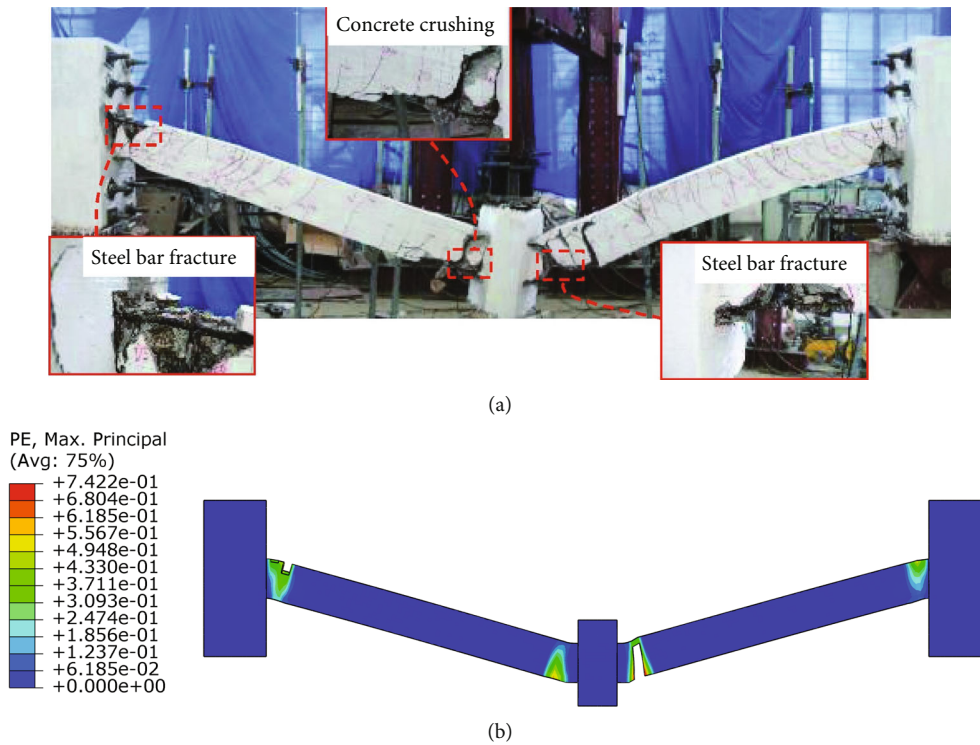 Concrete crushing
Steel bar fracture
Steel bar fracture
(a)
PE, Max. Principal
(Avg: 75%)
+7.422e-01
+6.804e-01
+6.185e-01
+5.567e-01
+4.948e-01
+4.330e-01
+3.711e-01
+3.093e-01
+2.474e-01
+1.856e-01
+1.237e-01
+6.185e-02
+0.000e+00
(b)